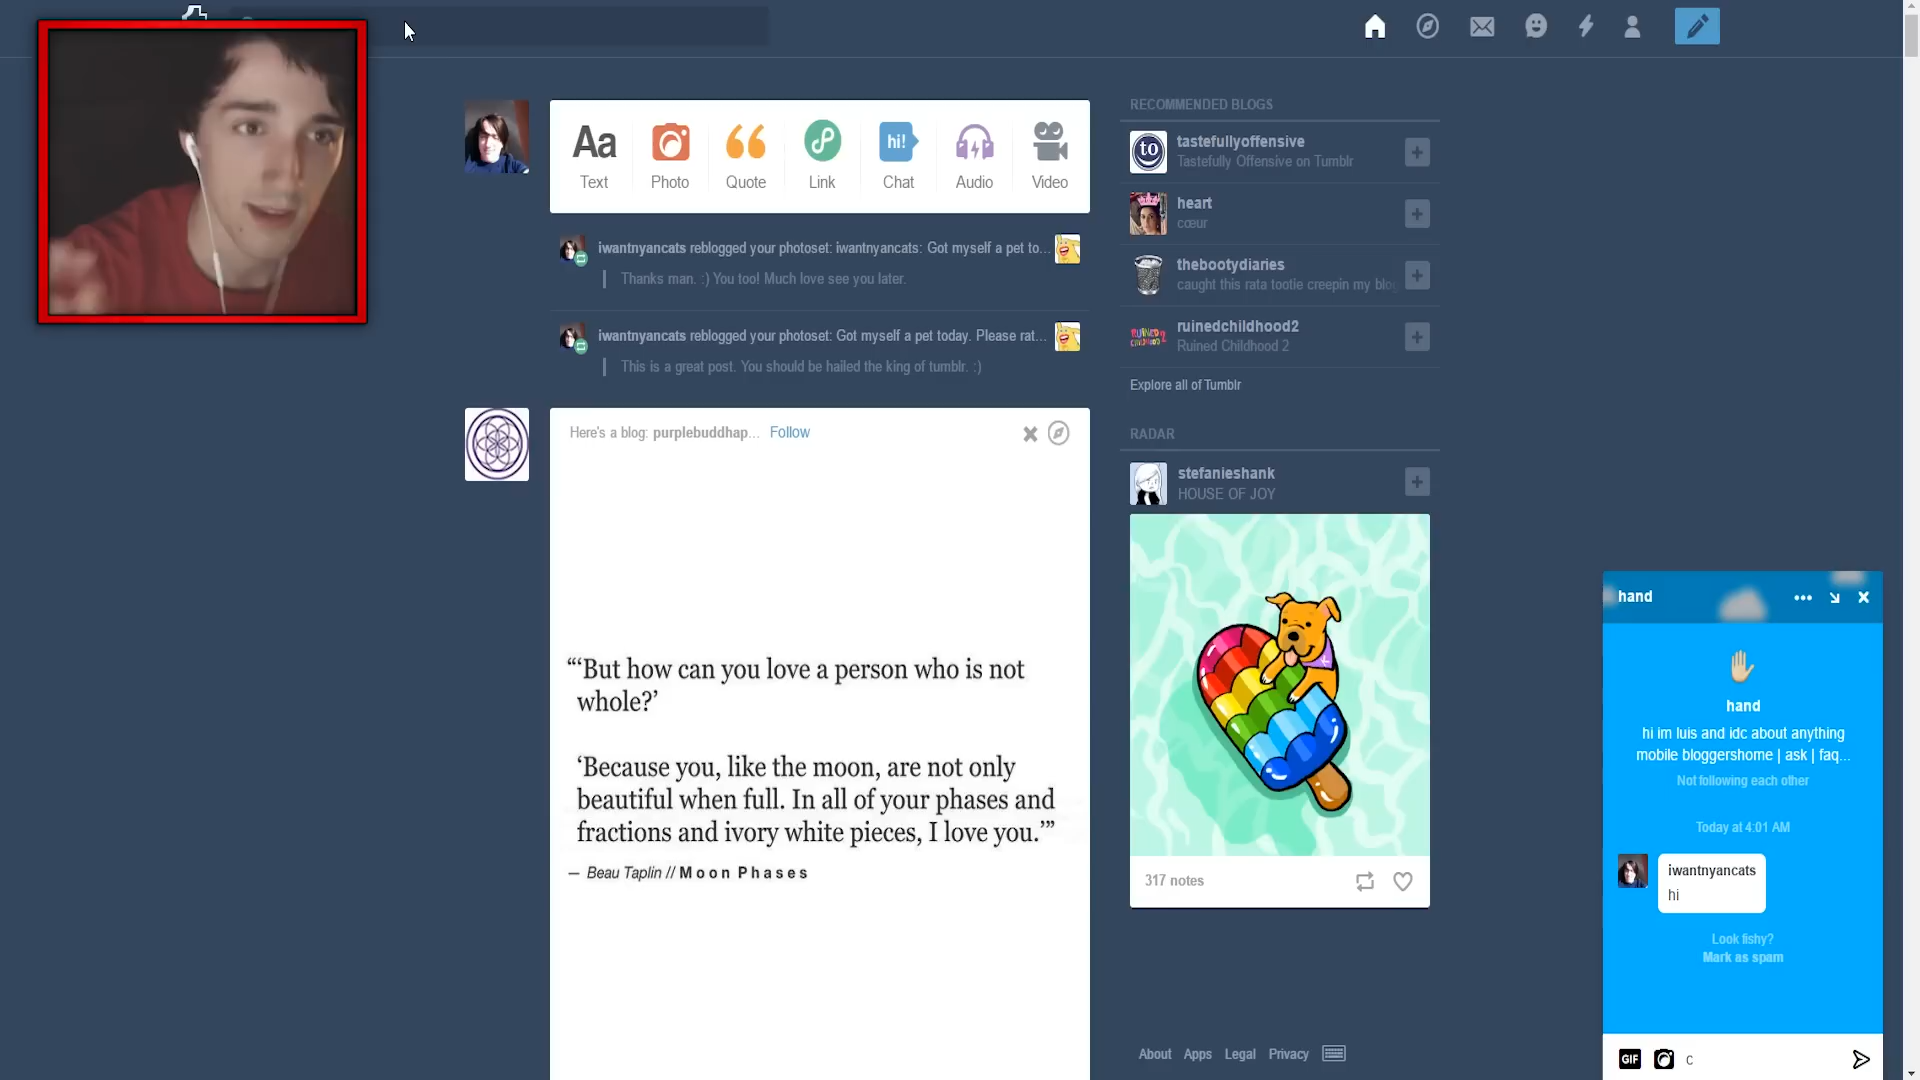 Aa
Text
Photo
Quote
Link
hi!
Chat
Audio
Video
iwantnyancats reblogged your photoset: iwantnyancats: Got myself a pet to...
Thanks man. :) You too! Much love see you later.
iwantnyancats reblogged your photoset: Got myself a pet today. Please rat...
This is a great post. You should be hailed the king of tumblr. :)
Here's a blog: purplebuddhap... Follow
“‘But how can you love a person who is not
whole?’
‘Because you, like the moon, are not only
beautiful when full. In all of your phases and
fractions and ivory white pieces, I love you.’”
— Beau Taplin // Moon Phases
RECOMMENDED BLOGS
to
tastefullyoffensive
Tastefully Offensive on Tumblr
heart
cœur
thebootydiaries
caught this rata tootie creepin my blog
RUINED
CHILDHOOD 2
ruinedchildhood2
Ruined Childhood 2
Explore all of Tumblr
RADAR
stefanieshank
HOUSE OF JOY
317 notes
About Apps Legal Privacy
hand
hand
hi im luis and idc about anything
mobile bloggershome | ask | faq...
Not following each other
Today at 4:01 AM
iwantnyancats
hi
Look fishy?
Mark as spam
GIF
c